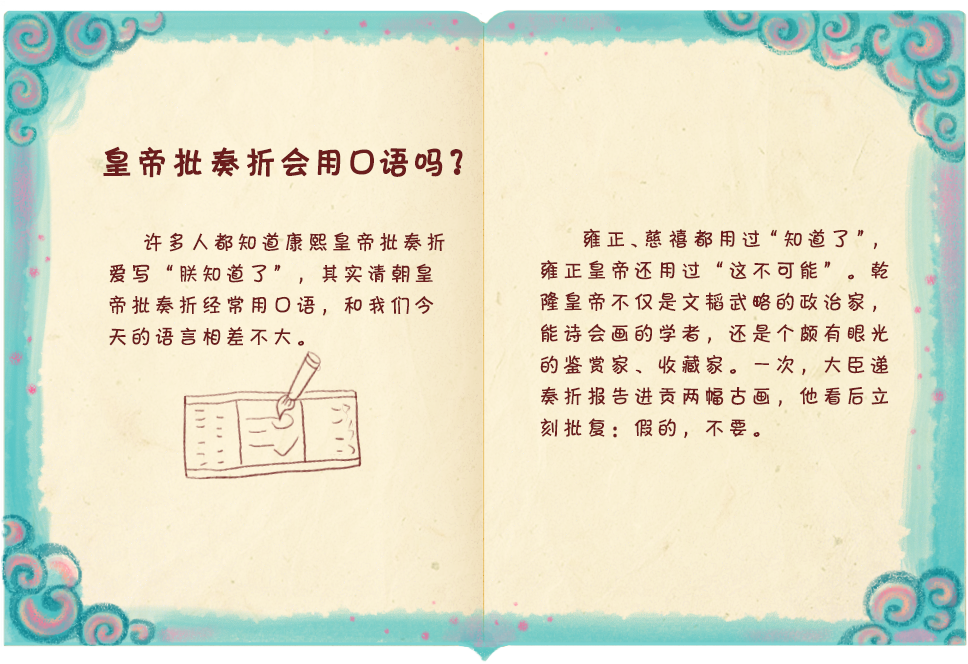 皇帝批奏折会用口语吗？
许多人都知道康熙皇帝批奏折
爱写“朕知道了”，其实清朝皇
帝批奏折经常用口语，和我们今
天的语言相差不大。
雍正、慈禧都用过“知道了”，
雍正皇帝还用过“这不可能”。乾
隆皇帝不仅是文韬武略的政治家，
能诗会画的学者，还是个颇有眼光
的鉴赏家、收藏家。一次，大臣递
奏折报告进贡两幅古画，他看后立
刻批复：假的，不要。